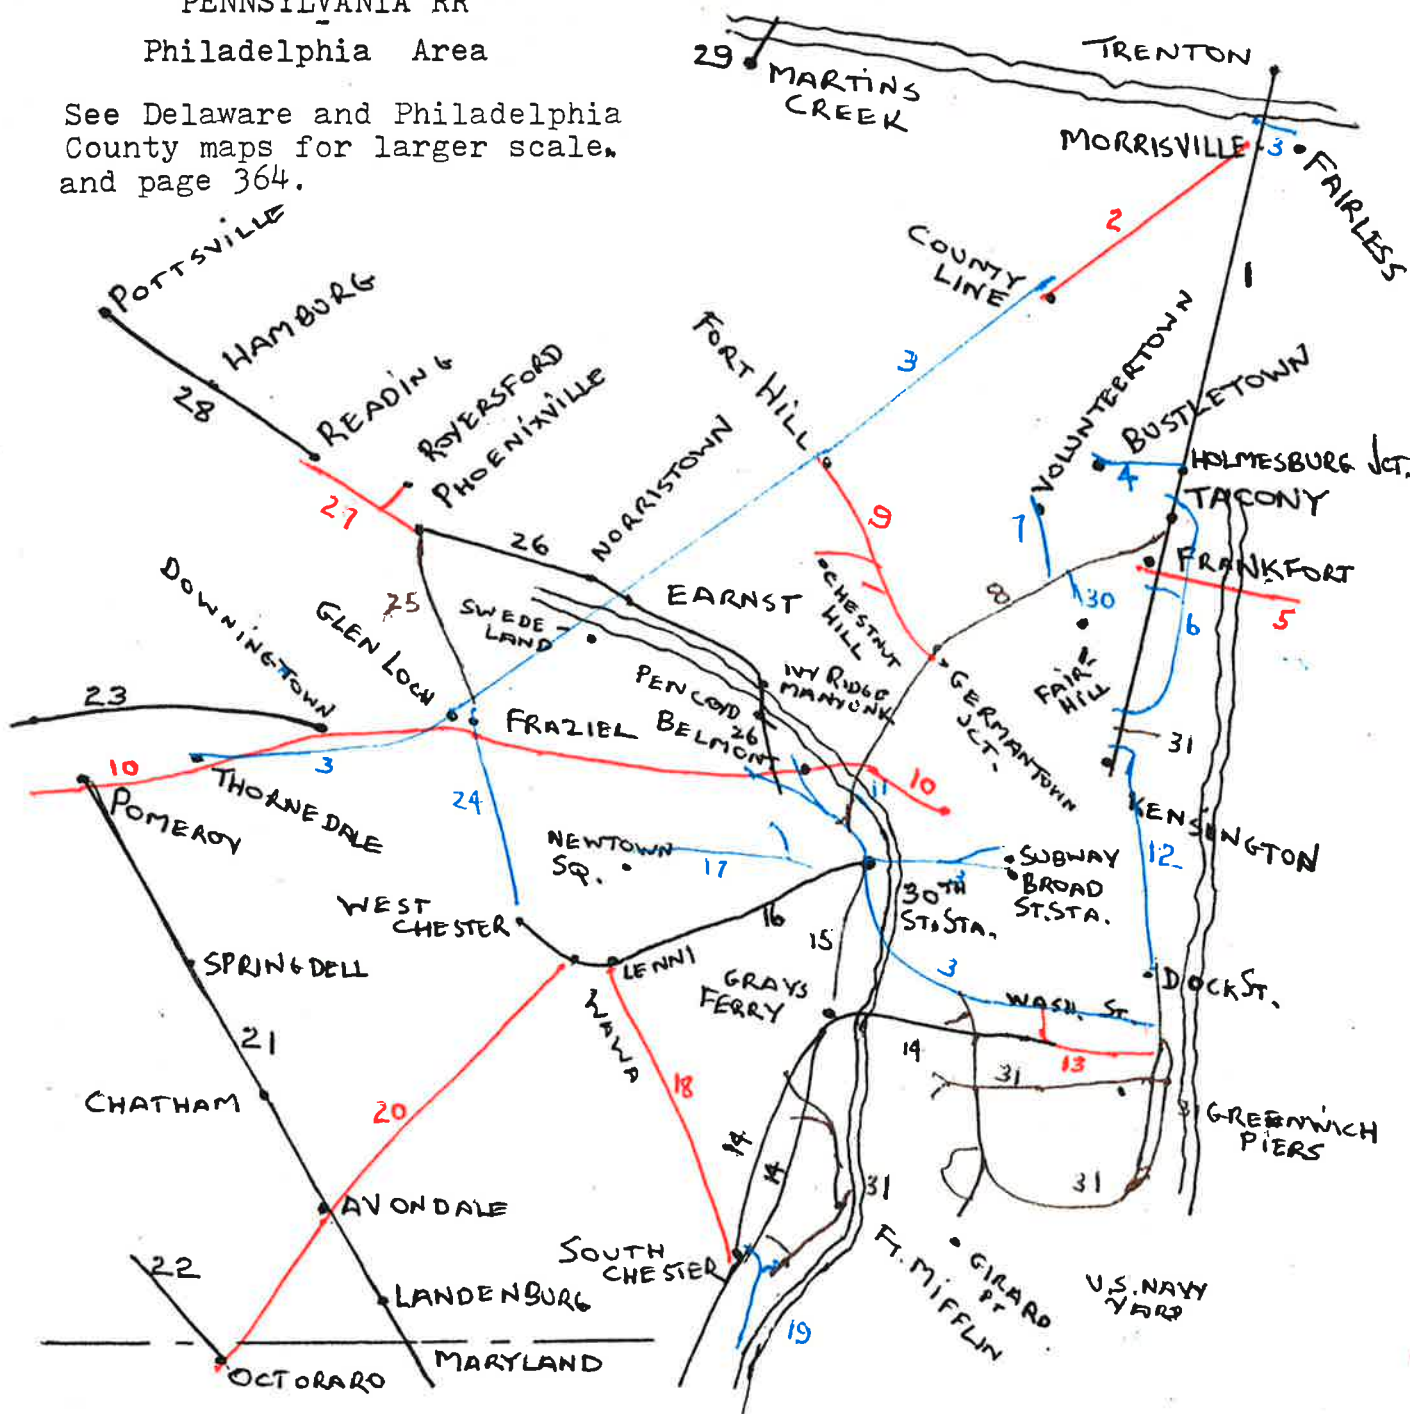 PENNSYLVANIA RR
Philadelphia Area
See Delaware and Philadelphia
County maps for larger scale.
and page 364.
29
MARTINS
CREEK
TRENTON
MORRISVILLE
3
FAIRLESS
2
1
COUNTY
LINE
POTTSVILLE
HAMBURG
28
READING
ROYERSFORD
PHOENIXVILLE
27
NORRISTOWN
26
FORT HILL
3
VOLUNTEERTOWN
BUSTLETOWN
4
HOLMESBURG JCT.
TACONY
7
9
FRANKFORT
5
8
30
6
FAIR-
HILL
CHESTNUT
HILL
EARNST
SWEDE-
LAND
25
GLEN LOCH
DOWNINGTOWN
23
FRAZIEL
PENCOYD
26
BELMONT
IVY RIDGE
MANYUNK
GERMANTOWN
JCT.
31
10
3
THORNEDALE
POMEROY
24
11
10
KENSINGTON
12
NEWTOWN
SQ.
17
3
SUBWAY
BROAD
ST.STA.
30TH
ST.STA.
WEST
CHESTER
16
15
LENNI
WAWA
SPRINGDELL
GRAYS
FERRY
3
WASH. ST.
DOCK ST.
21
14
13
31
CHATHAM
20
18
14
14
31
31
31
GREENWICH
PIERS
AVONDALE
22
SOUTH
CHESTER
FT. MIFFLIN
GIRARD
PT
U.S. NAVY
YARD
LANDENBURG
19
MARYLAND
OCTORARO